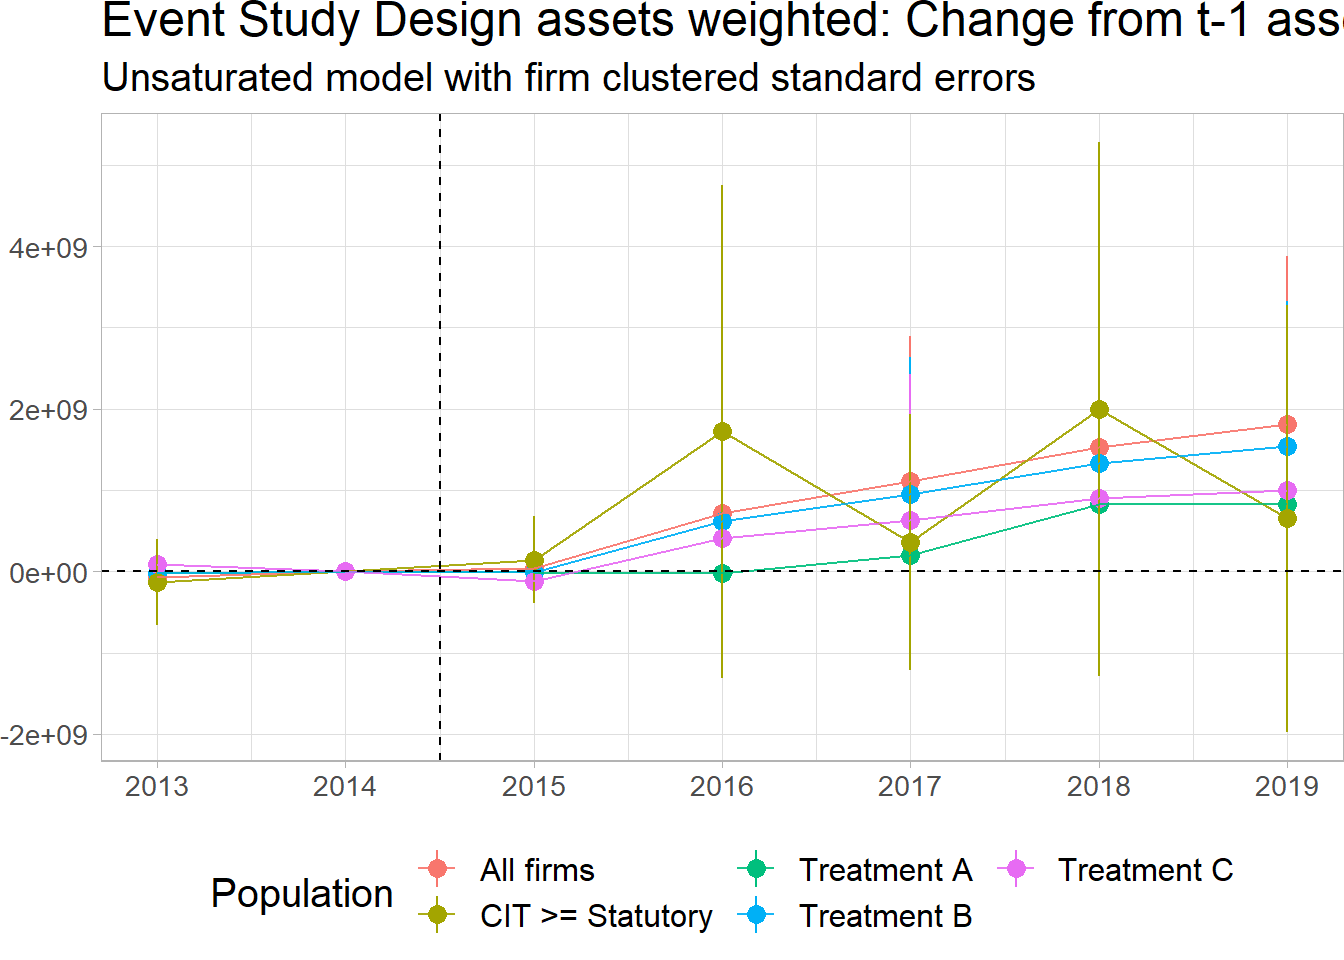 Event Study Design assets weighted: Change from t-1
Unsaturated model with firm clustered standard errors
4e+09
2e+09
0e+00
-2e+09
2013 2014 2015 2016 2017 2018 2019
Population
All firms Treatment A Treatment C
CIT >= Statutory Treatment B